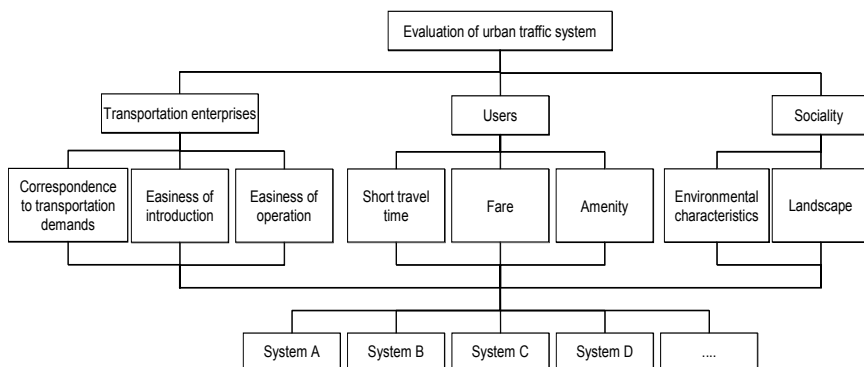 Evaluation of urban traffic system
Transportation enterprises
Users
Sociality
Correspondence
to transportation
demands
Easiness of
introduction
Easiness of
operation
Short travel
time
Fare
Amenity
Environmental
characteristics
Landscape
System A
System B
System C
System D
....